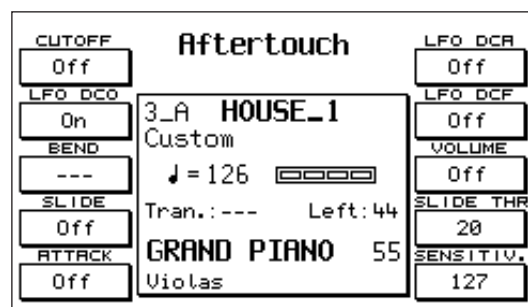 Aftertouch
CUTOFF
Off
LFO DCO
On
BEND
---
SLIDE
Off
ATTACK
Off
3_A HOUSE_1
Custom
♩=126
Tran.:--- Left:44
GRAND PIANO 55
Violas
LFO DCA
Off
LFO DCF
Off
VOLUME
Off
SLIDE THR
20
SENSITIV.
127